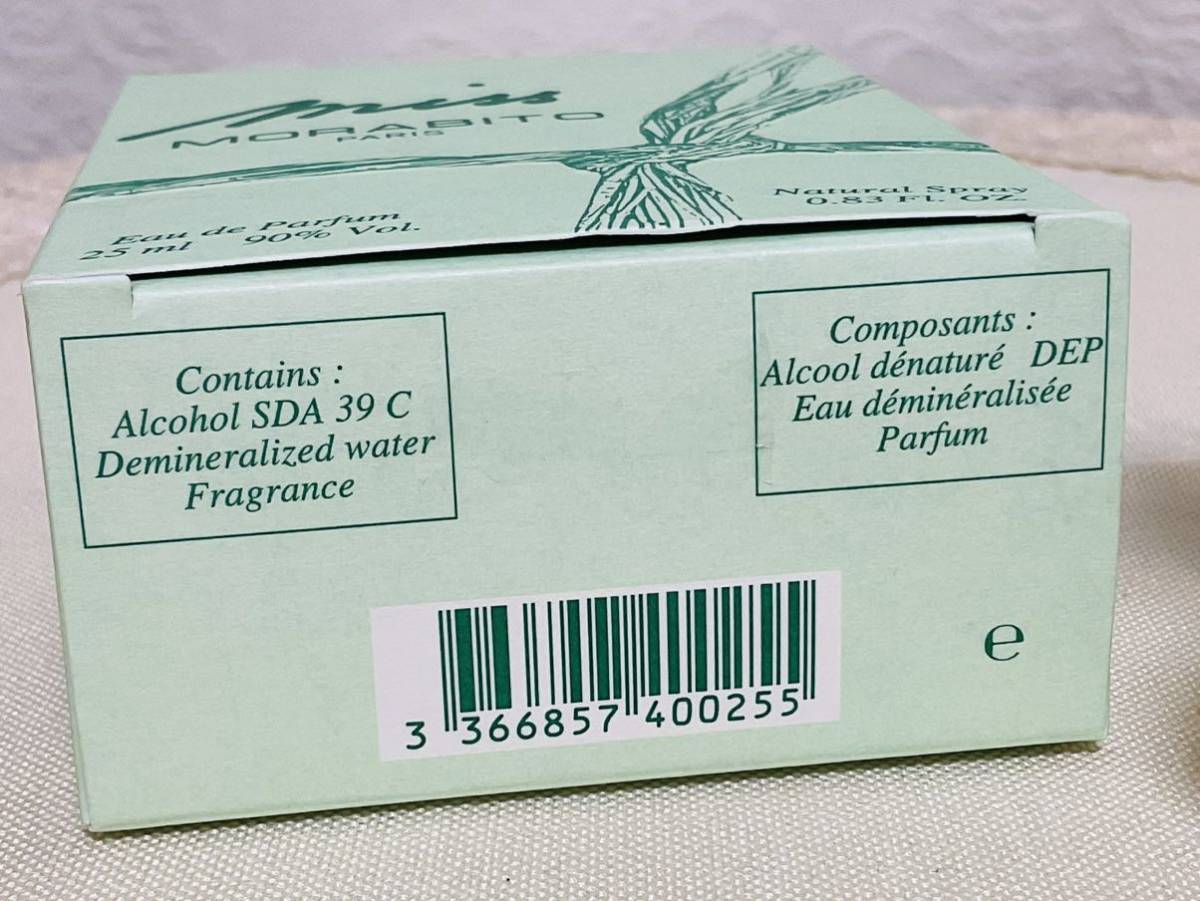 miss
MORABITO
PARIS
Eau de Parfum
25 ml 90% Vol.
Natural Spray
0.83 Fl. OZ.
Contains :
Alcohol SDA 39 C
Demineralized water
Fragrance
Composants :
Alcool dénaturé DEP
Eau déminéralisée
Parfum
3 366857 400255
e